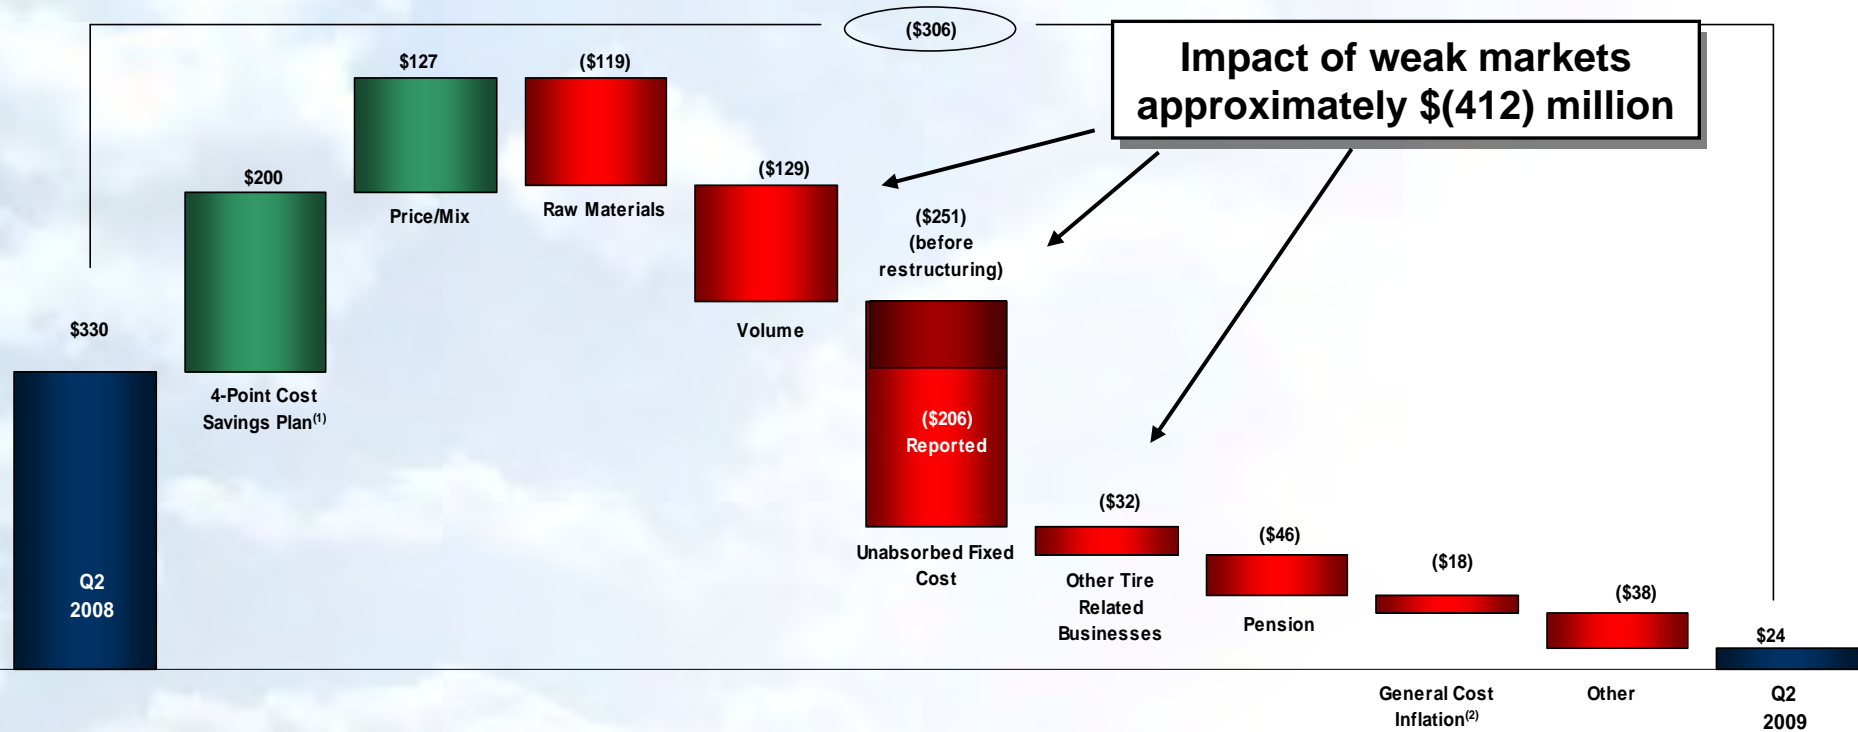 ($306)
Impact of weak markets
approximately $(412) million
$330
Q2
2008
$200
4-Point Cost
Savings Plan(1)
$127
Price/Mix
($119)
Raw Materials
($129)
Volume
($251)
(before
restructuring)
($206)
Reported
Unabsorbed Fixed
Cost
($32)
Other Tire
Related
Businesses
($46)
Pension
($18)
General Cost
Inflation(2)
($38)
Other
$24
Q2
2009